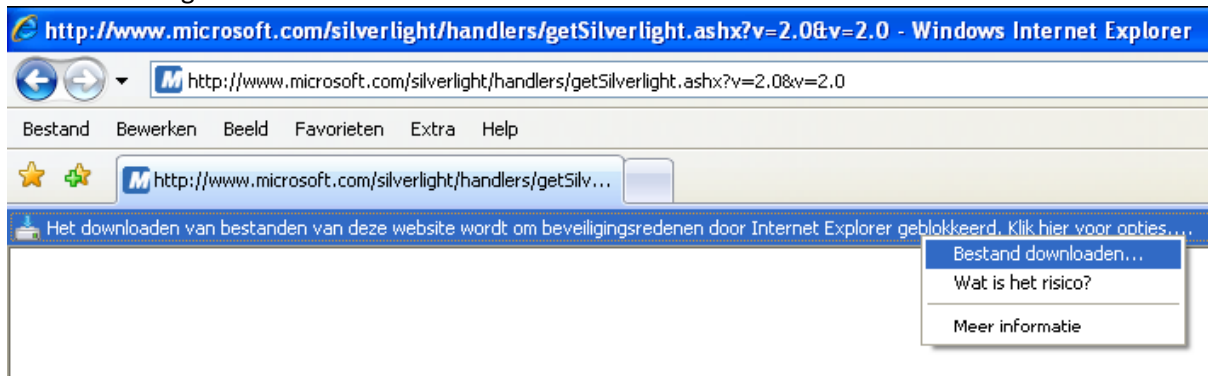 http://www.microsoft.com/silverlight/handlers/getSilverlight.ashx?v=2.0&v=2.0 - Windows Internet Explorer
http://www.microsoft.com/silverlight/handlers/getSilverlight.ashx?v=2.0&v=2.0
Bestand Bewerken Beeld Favorieten Extra Help
http://www.microsoft.com/silverlight/handlers/getSilv...
Het downloaden van bestanden van deze website wordt om beveiligingsredenen door Internet Explorer geblokkeerd. Klik hier voor opties....
Bestand downloaden...
Wat is het risico?
Meer informatie